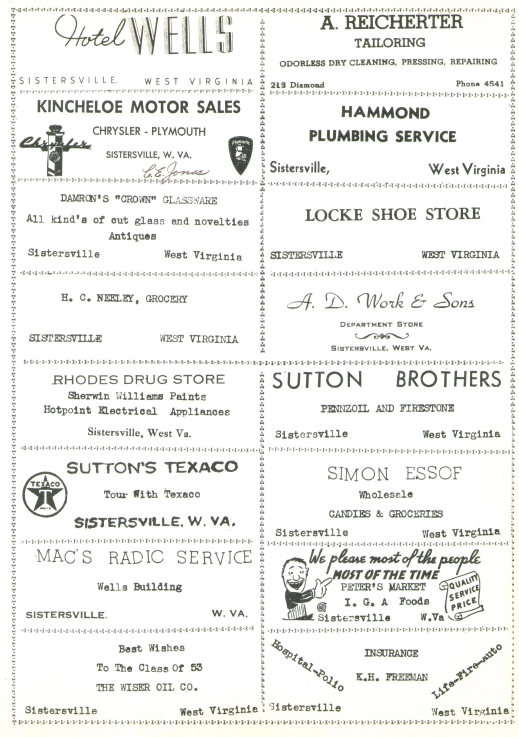 Hotel WELLS
SISTERSVILLE. WEST VIRGINIA
KINCHELOE MOTOR SALES
Chrysler
CHRYSLER - PLYMOUTH
SISTERSVILLE, W. VA.
C.E. Jones
DAMRON'S "CROWN" GLASSWARE
All kind's of cut glass and novelties
Antiques
Sistersville West Virginia
H. C. NEELEY, GROCERY
SISTERSVILLE WEST VIRGINIA
RHODES DRUG STORE
Sherwin Williams Paints
Hotpoint Electrical Appliances
Sistersville, West Va.
TEXACO
SUTTON'S TEXACO
Tour With Texaco
SISTERSVILLE, W. VA.
MAC'S RADIC SERVICE
Wells Building
SISTERSVILLE. W. VA.
Best Wishes
To The Class Of 53
THE WISER OIL CO.
Sistersville West Virginia
A. REICHERTER
TAILORING
ODORLESS DRY CLEANING, PRESSING, REPAIRING
213 Diamond Phone 4541
HAMMOND
PLUMBING SERVICE
Sistersville, West Virginia
LOCKE SHOE STORE
SISTERSVILLE WEST VIRGINIA
A. D. Work & Sons
DEPARTMENT STORE
SISTERSVILLE, WEST VA.
SUTTON BROTHERS
PENNZOIL AND FIRESTONE
Sistersville West Virginia
SIMON ESSOF
Wholesale
CANDIES & GROCERIES
Sistersville West Virginia
We please most of the people
MOST OF THE TIME
PETER'S MARKET
I. G. A Foods
Sistersville W.Va
QUALITY
SERVICE
PRICE
Hospital-Polio
INSURANCE
K.H. FREEMAN
Life-Fire-Auto
Sistersville West Virginia